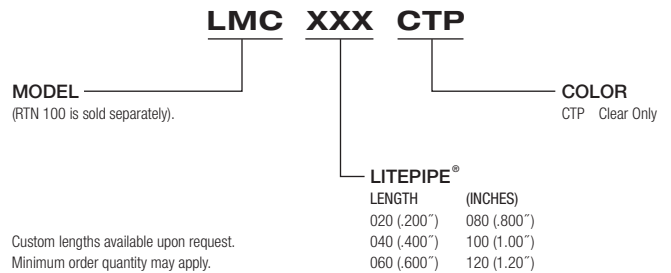 LMC XXX CTP
MODEL
(RTN 100 is sold separately).
COLOR
CTP Clear Only
LITEPIPE®
LENGTH (INCHES)
020 (.200˝) 080 (.800˝)
040 (.400˝) 100 (1.00˝)
060 (.600˝) 120 (1.20˝)
Custom lengths available upon request.
Minimum order quantity may apply.